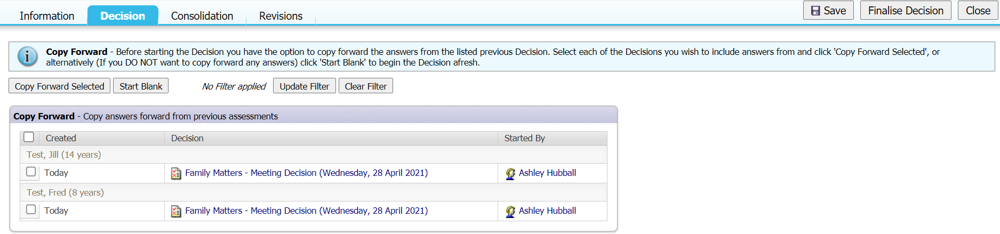 Information Decision Consolidation Revisions Save Finalise Decision Close
Copy Forward - Before starting the Decision you have the option to copy forward the answers from the listed previous Decision. Select each of the Decisions you wish to include answers from and click 'Copy Forward Selected', or
alternatively (If you DO NOT want to copy forward any answers) click 'Start Blank' to begin the Decision afresh.
Copy Forward Selected Start Blank No Filter applied Update Filter Clear Filter
Copy Forward - Copy answers forward from previous assessments
Created Decision Started By
Test, Jill (14 years)
Today Family Matters - Meeting Decision (Wednesday, 28 April 2021) Ashley Hubball
Test, Fred (8 years)
Today Family Matters - Meeting Decision (Wednesday, 28 April 2021) Ashley Hubball